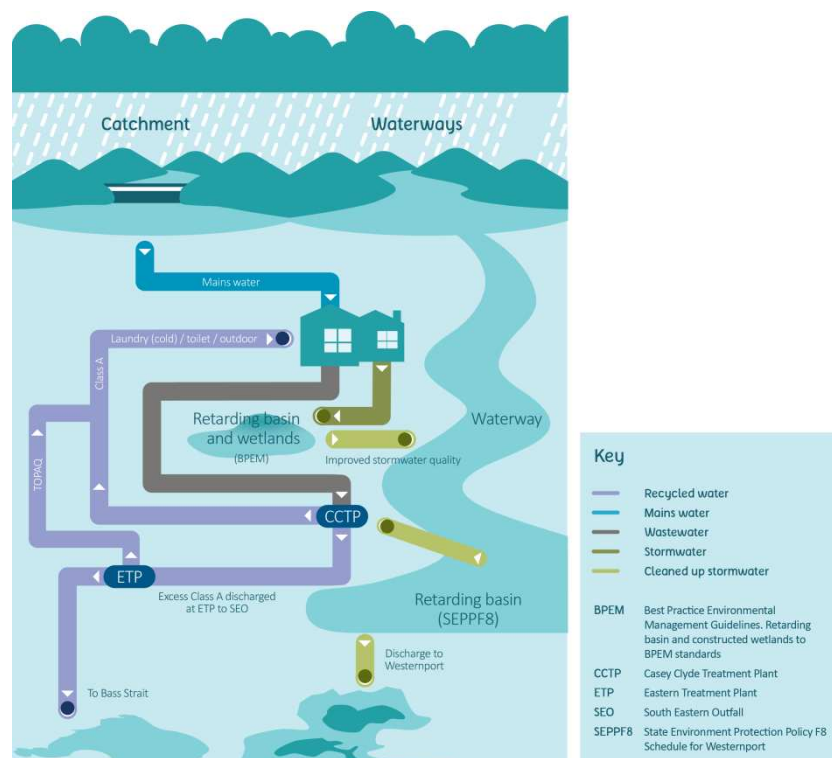 Catchment
Waterways
Mains water
Laundry (cold) / toilet / outdoor
Class A
TOPAQ
Retarding basin
and wetlands
(BPEM)
Improved stormwater quality
Waterway
CCTP
ETP
Excess Class A discharged
at ETP to SEO
Retarding basin
(SEPPF8)
Discharge to
Westernport
To Bass Strait
Key
Recycled water
Mains water
Wastewater
Stormwater
Cleaned up stormwater
BPEM Best Practice Environmental
Management Guidelines. Retarding
basin and constructed wetlands to
BPEM standards
CCTP Casey Clyde Treatment Plant
ETP Eastern Treatment Plant
SEO South Eastern Outfall
SEPPF8 State Environment Protection Policy F8
Schedule for Westernport